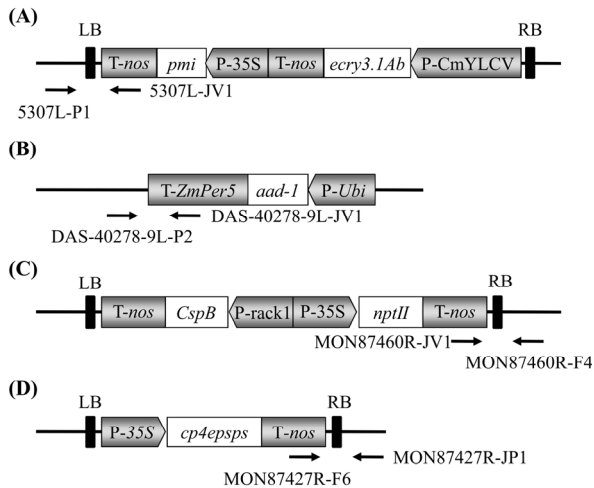 (A)
LB RB
T-nos pmi P-35S T-nos ecry3.1Ab P-CmYLCV
5307L-P1 5307L-JV1
(B)
T-ZmPer5 aad-1 P-Ubi
DAS-40278-9L-P2 DAS-40278-9L-JV1
(C)
LB RB
T-nos CspB P-rack1 P-35S nptII T-nos
MON87460R-JV1
MON87460R-F4
(D)
LB RB
P-35S cp4epsps T-nos
MON87427R-F6 MON87427R-JP1